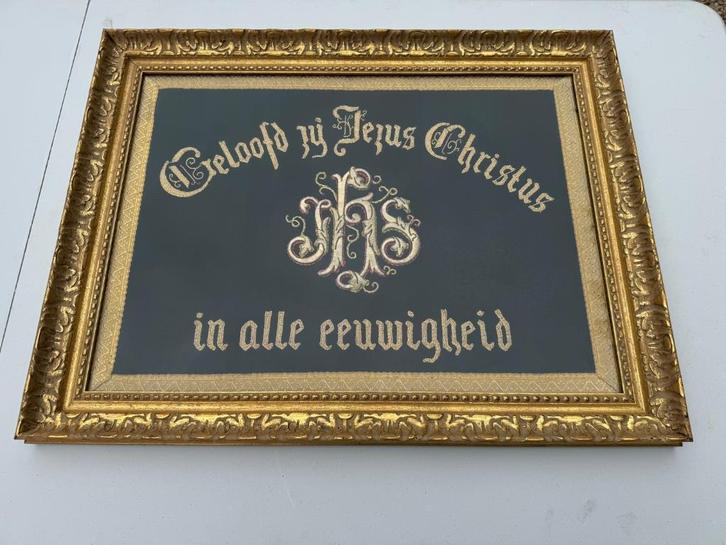 Geloofd zij Jezus Christus
IHS
in alle eeuwigheid